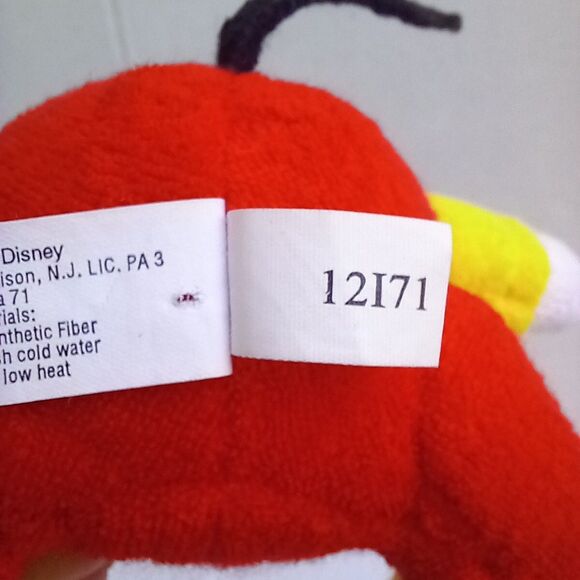 Disney
ison, N.J. LIC. PA 3
a 71
rials:
nthetic Fiber
h cold water
low heat
12I71